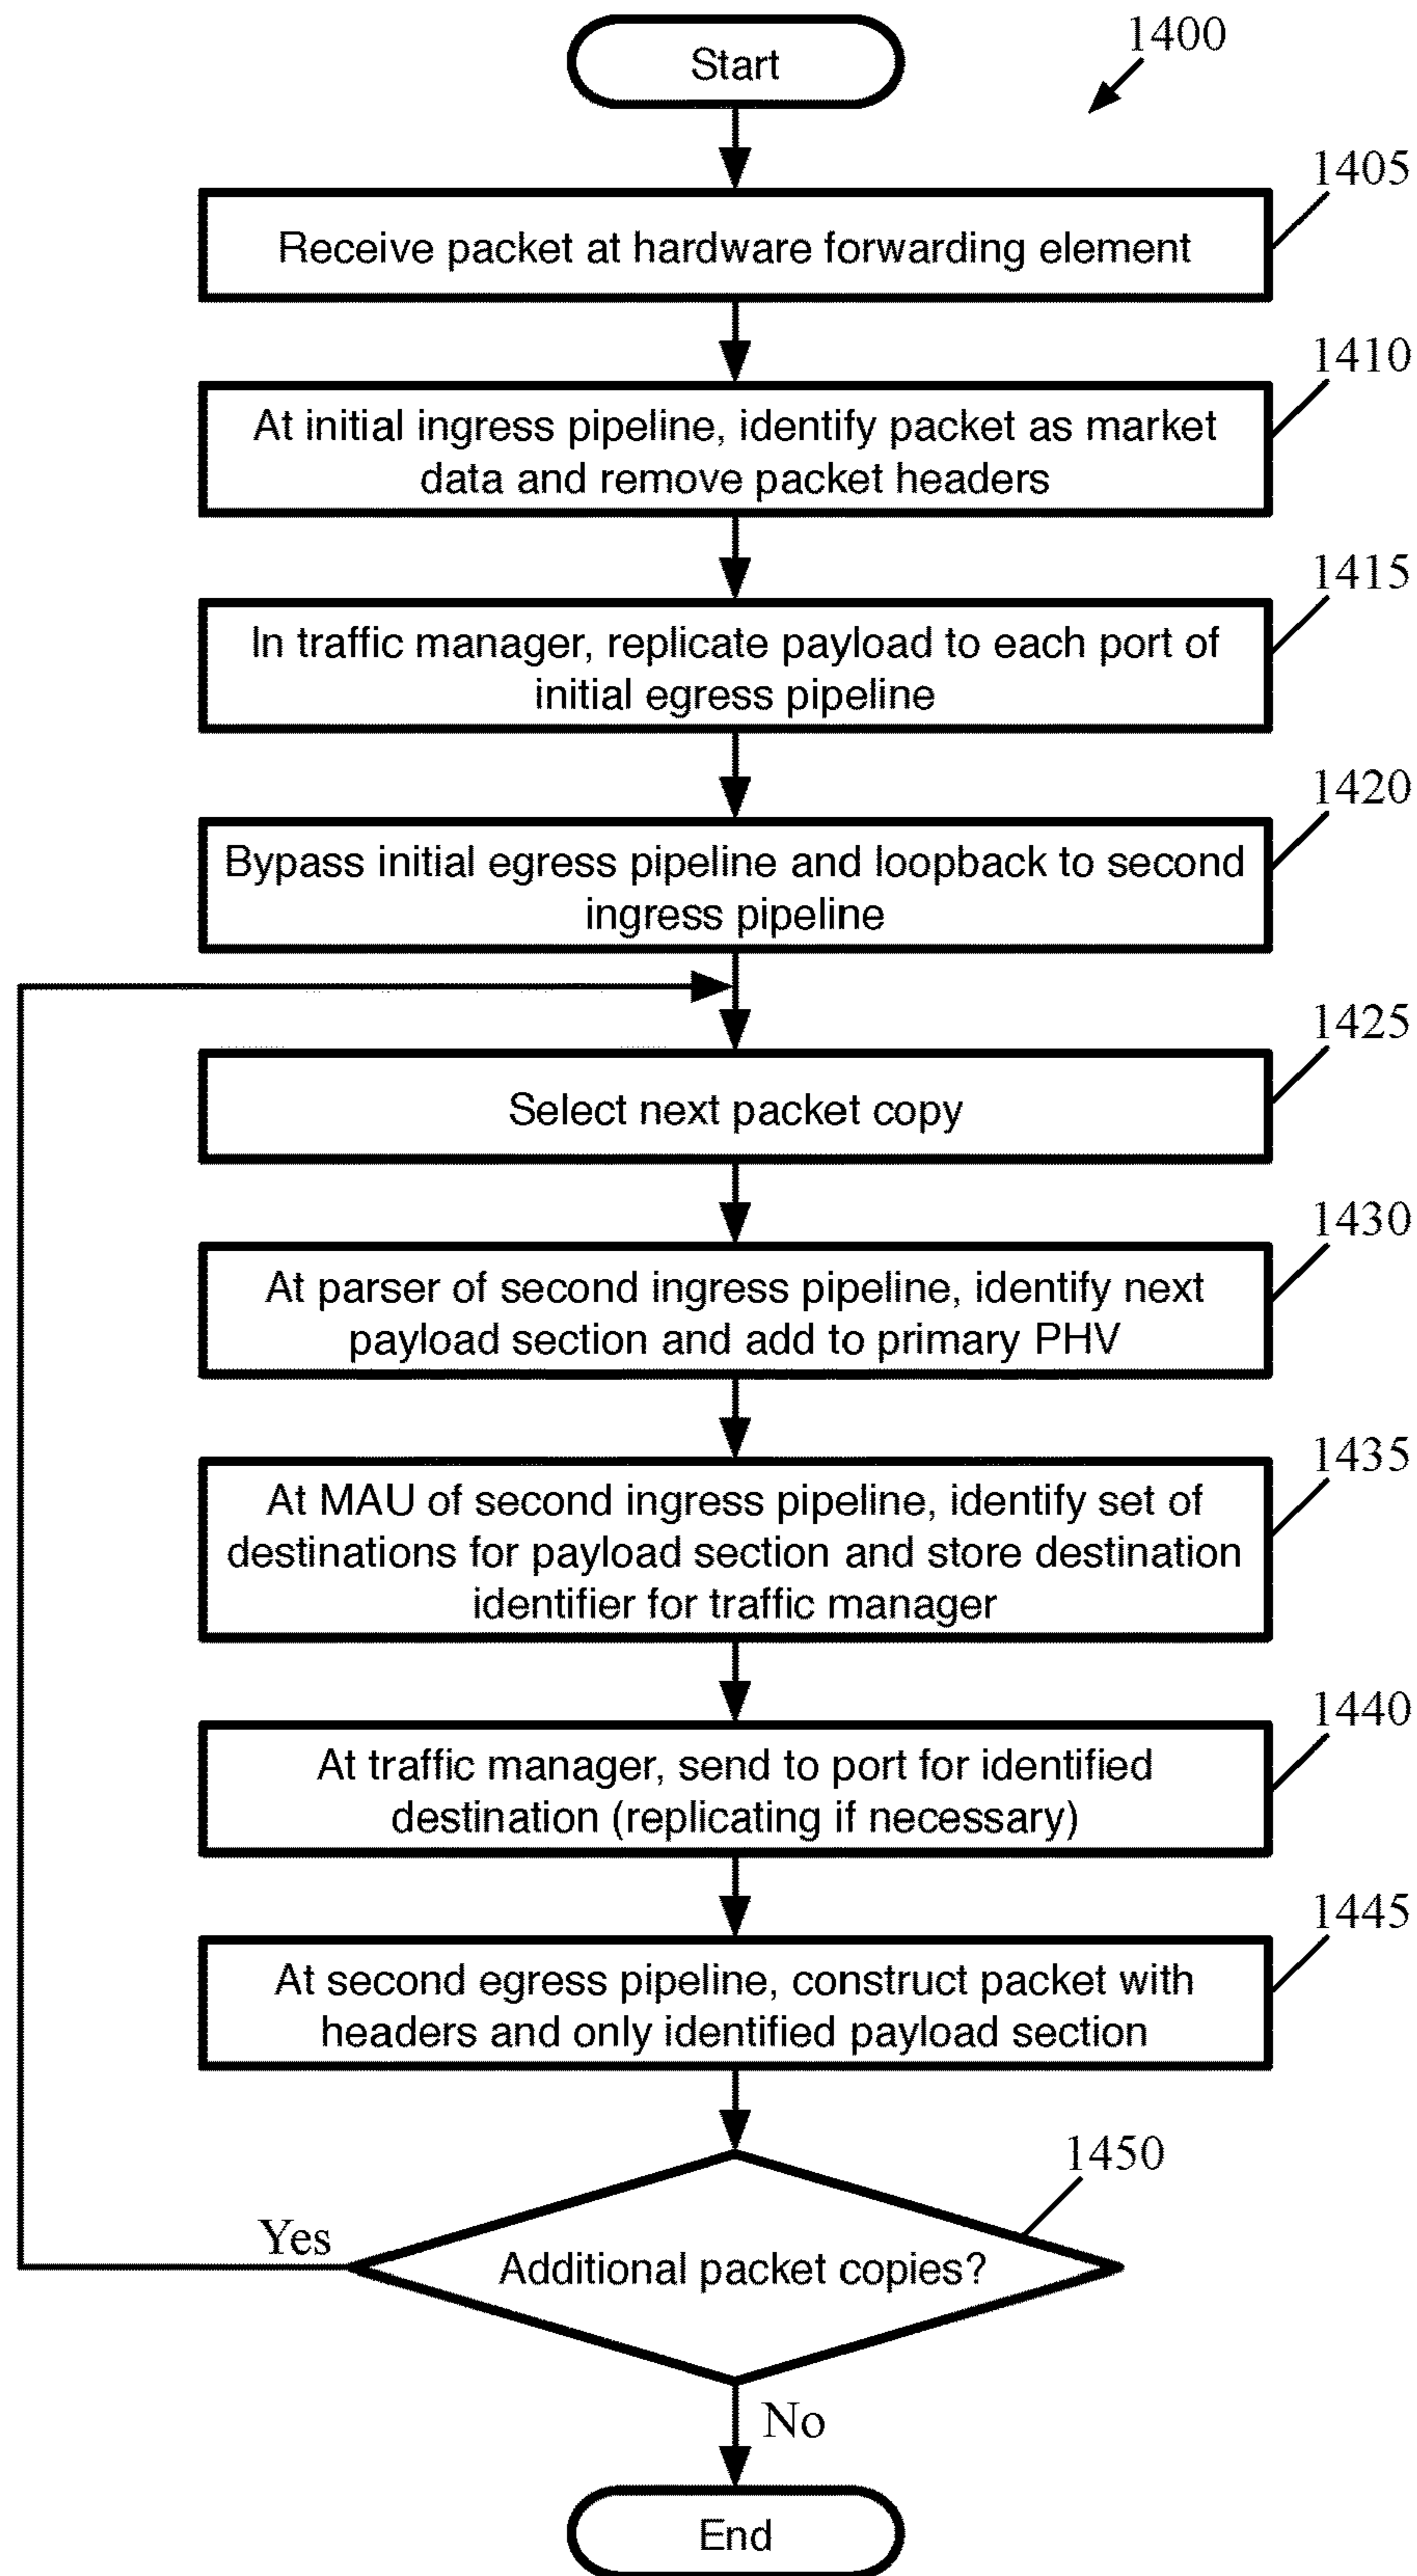 Start
1400
1405
Receive packet at hardware forwarding element
1410
At initial ingress pipeline, identify packet as market
data and remove packet headers
1415
In traffic manager, replicate payload to each port of
initial egress pipeline
1420
Bypass initial egress pipeline and loopback to second
ingress pipeline
1425
Select next packet copy
1430
At parser of second ingress pipeline, identify next
payload section and add to primary PHV
1435
At MAU of second ingress pipeline, identify set of
destinations for payload section and store destination
identifier for traffic manager
1440
At traffic manager, send to port for identified
destination (replicating if necessary)
1445
At second egress pipeline, construct packet with
headers and only identified payload section
1450
Yes
Additional packet copies?
No
End